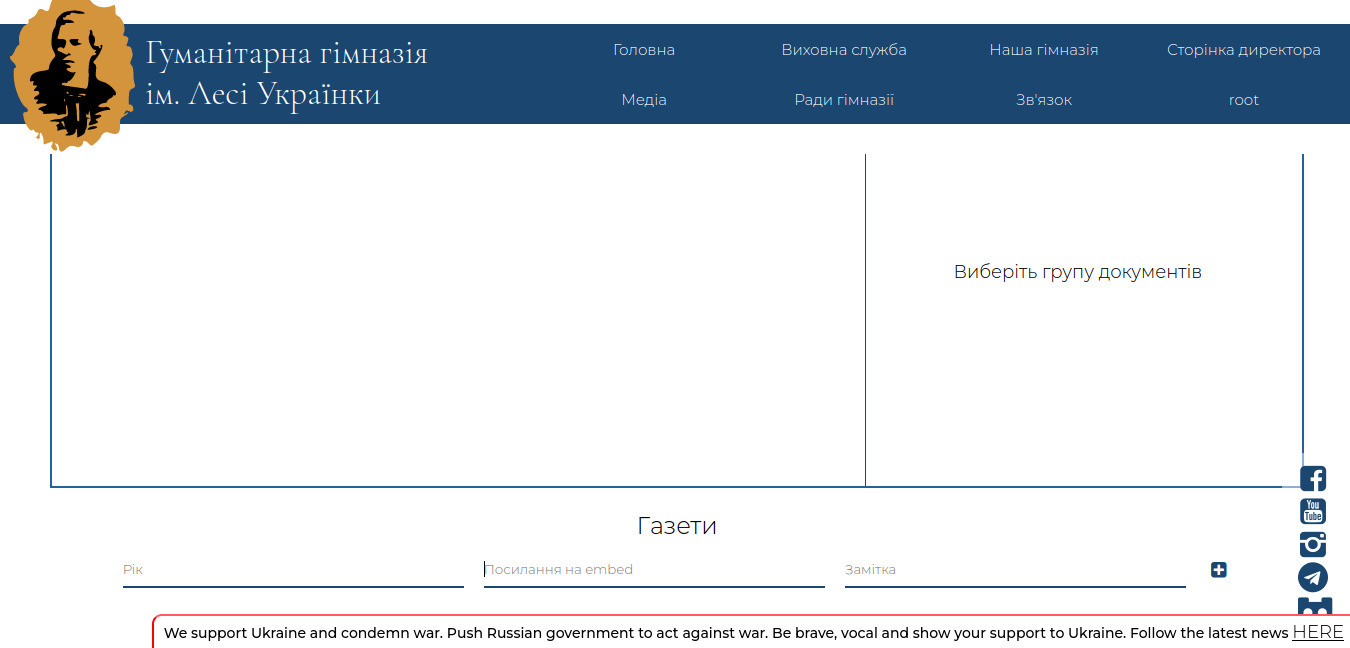 Гуманітарна гімназія
ім. Лесі Українки
Головна
Виховна служба
Наша гімназія
Сторінка директора
Медіа
Ради гімназії
Зв'язок
root
Виберіть групу документів
Газети
Рік
Посилання на embed
Замітка
You
Tube
We support Ukraine and condemn war. Push Russian government to act against war. Be brave, vocal and show your support to Ukraine. Follow the latest news HERE